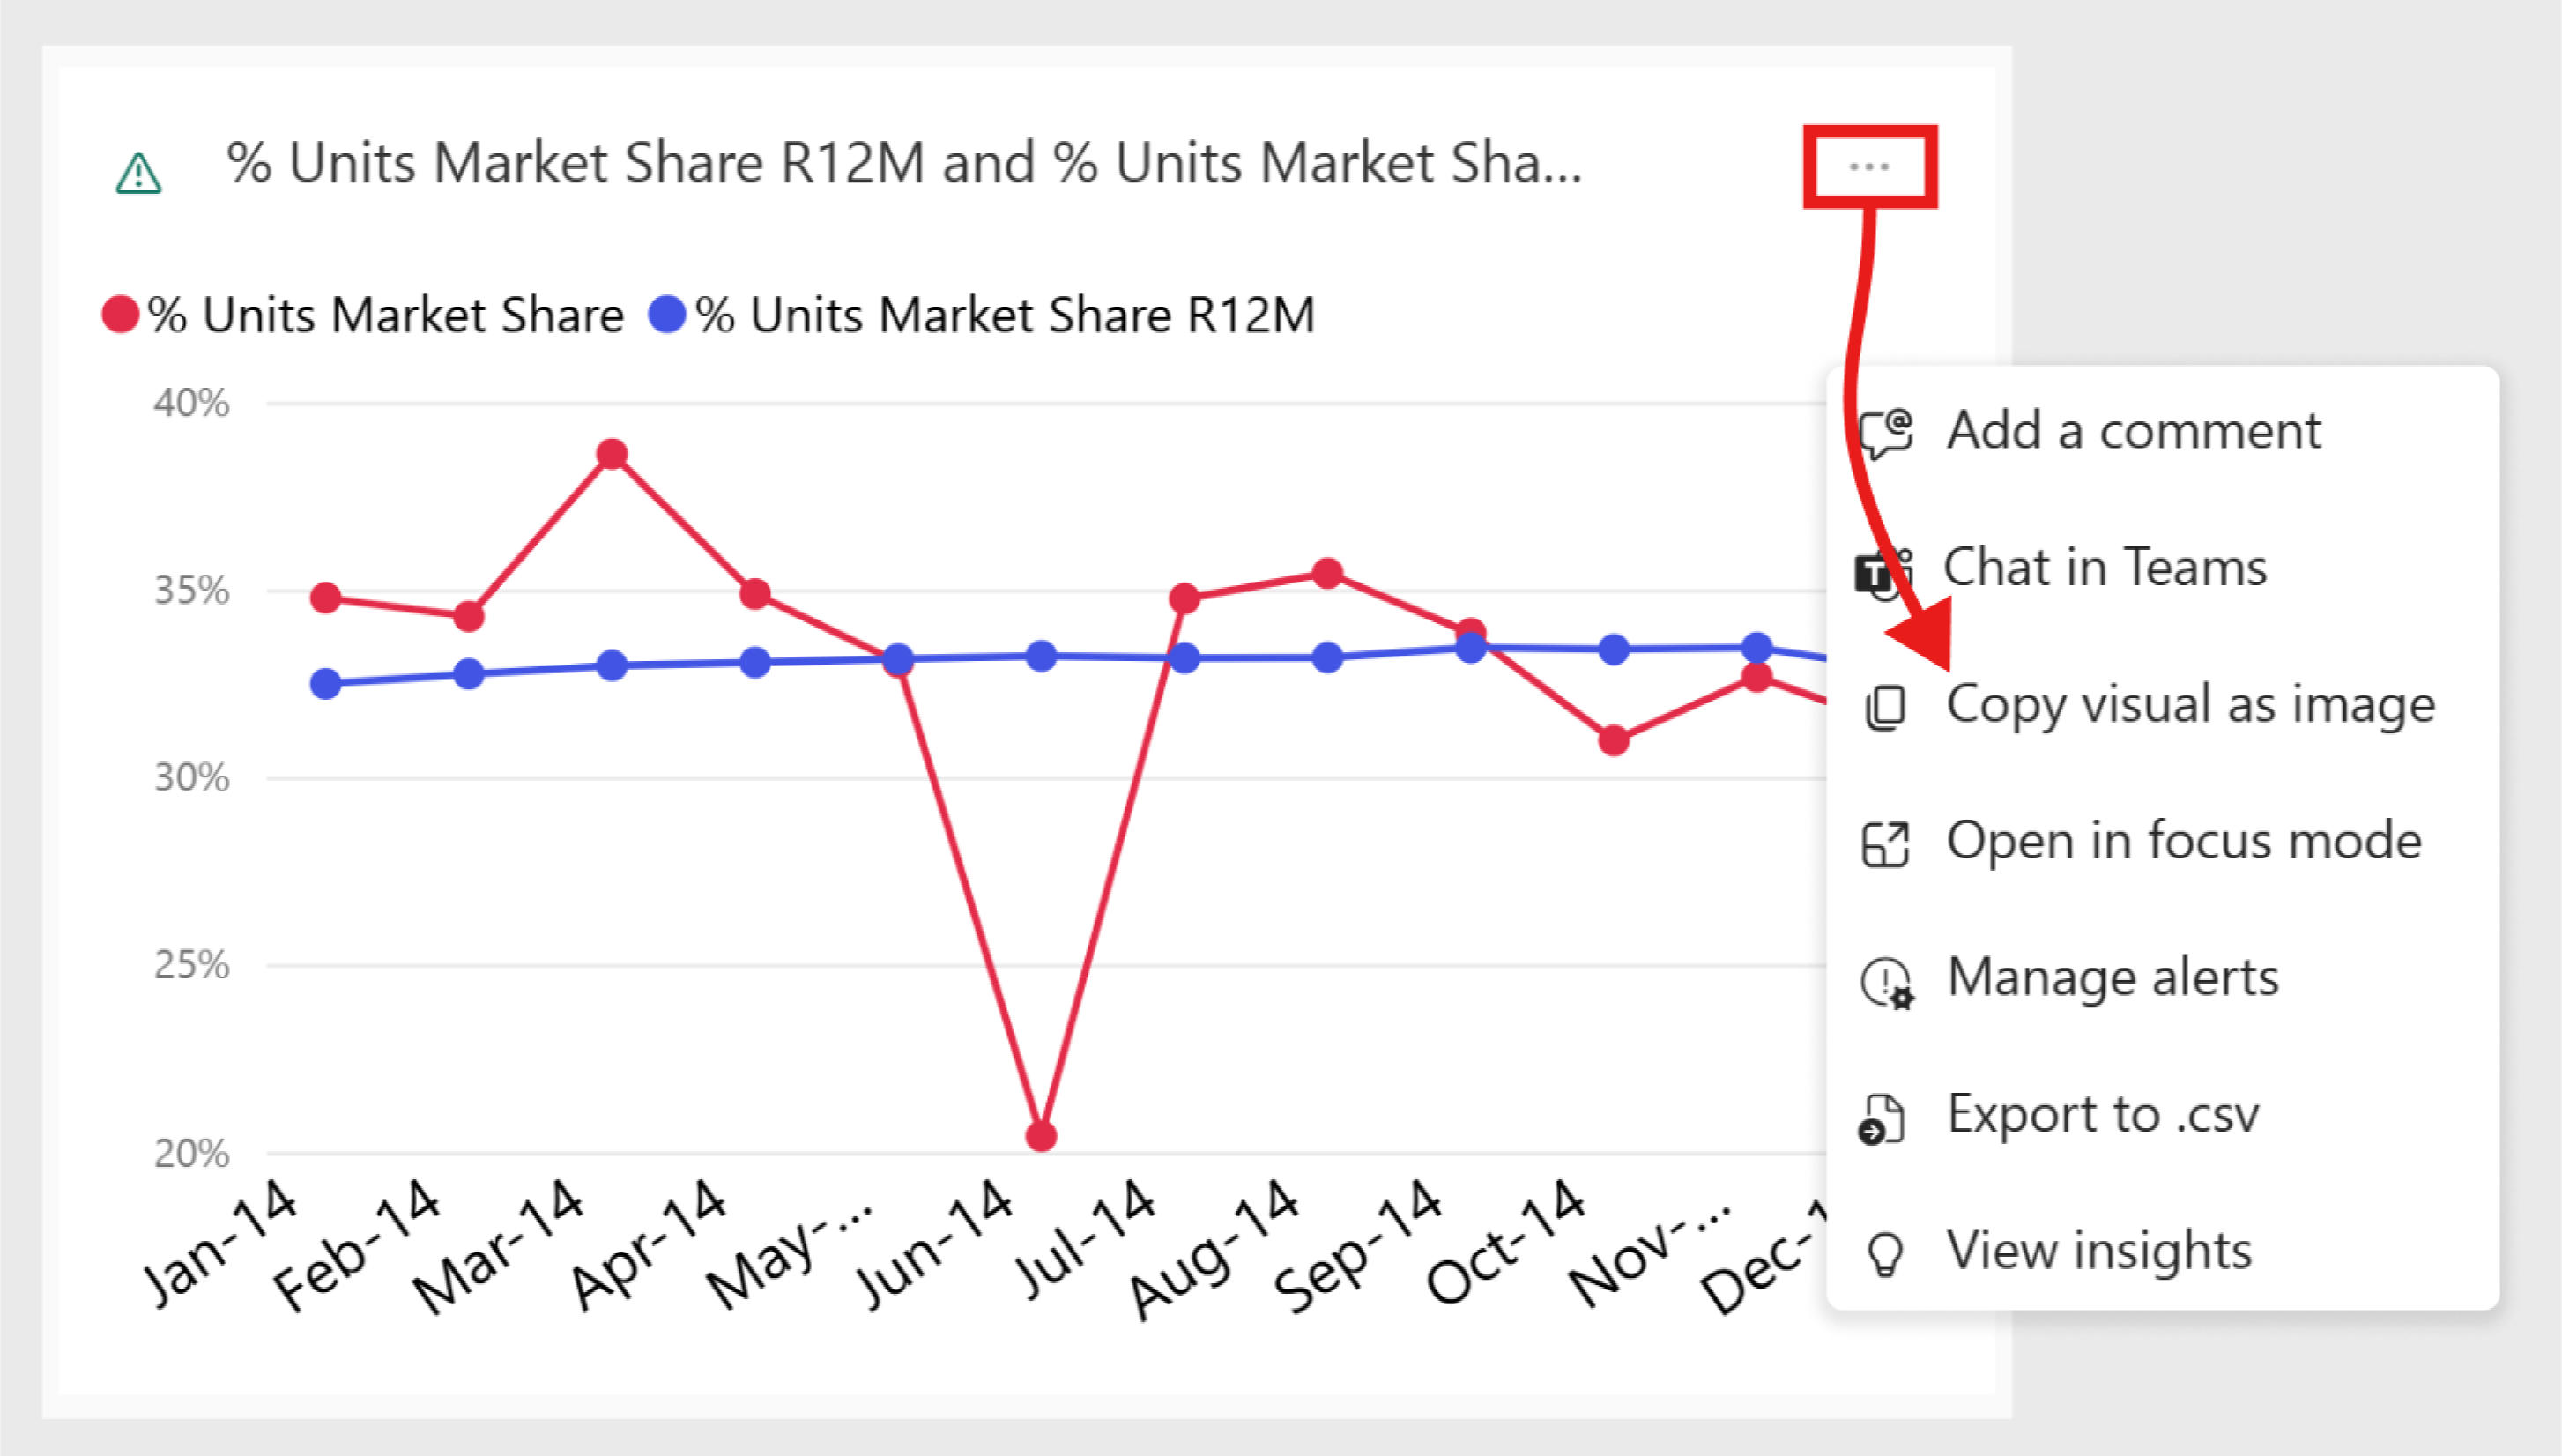 % Units Market Share R12M and % Units Market Sha...
...
% Units Market Share % Units Market Share R12M
40%
35%
30%
25%
20%
Jan-14
Feb-14
Mar-14
Apr-14
May-...
Jun-14
Jul-14
Aug-14
Sep-14
Oct-14
Nov-...
Dec-1
Add a comment
Chat in Teams
Copy visual as image
Open in focus mode
Manage alerts
Export to .csv
View insights